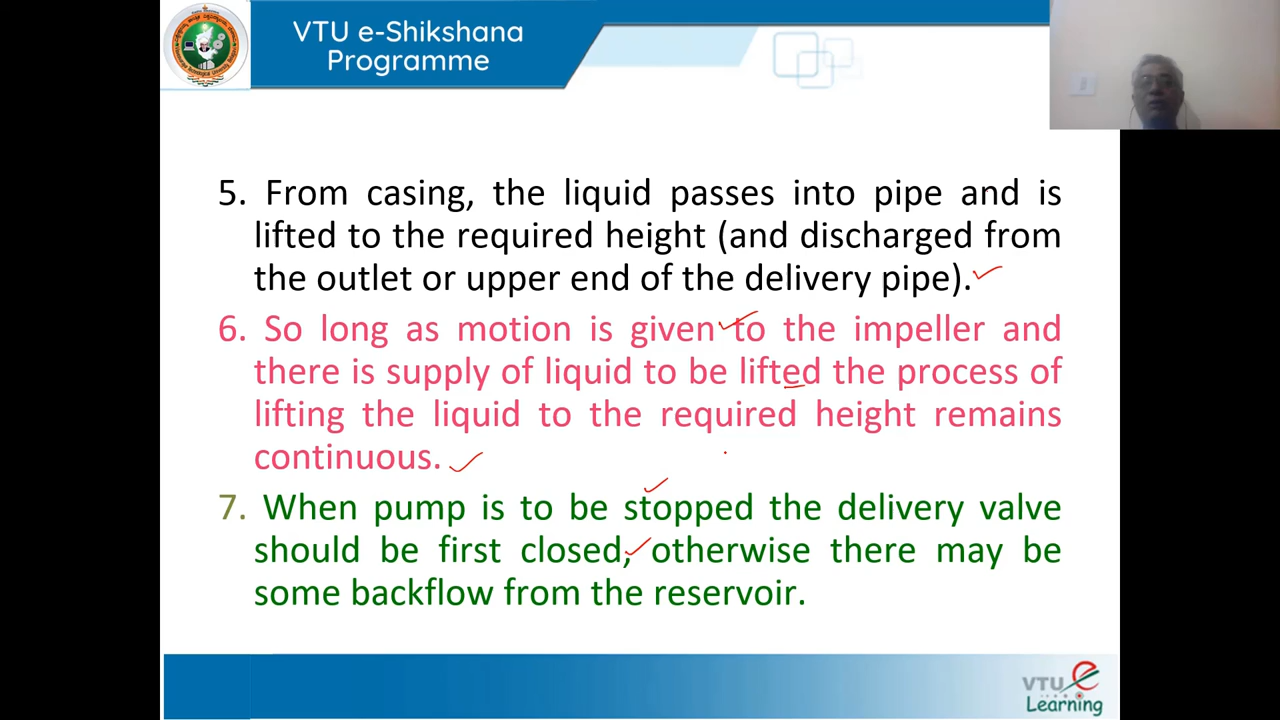 VTU e-Shikshana
Programme
5. From casing, the liquid passes into pipe and is
lifted to the required height (and discharged from
the outlet or upper end of the delivery pipe).
6. So long as motion is given to the impeller and
there is supply of liquid to be lifted the process of
lifting the liquid to the required height remains
continuous.
7. When pump is to be stopped the delivery valve
should be first closed, otherwise there may be
some backflow from the reservoir.
VTU e
Learning